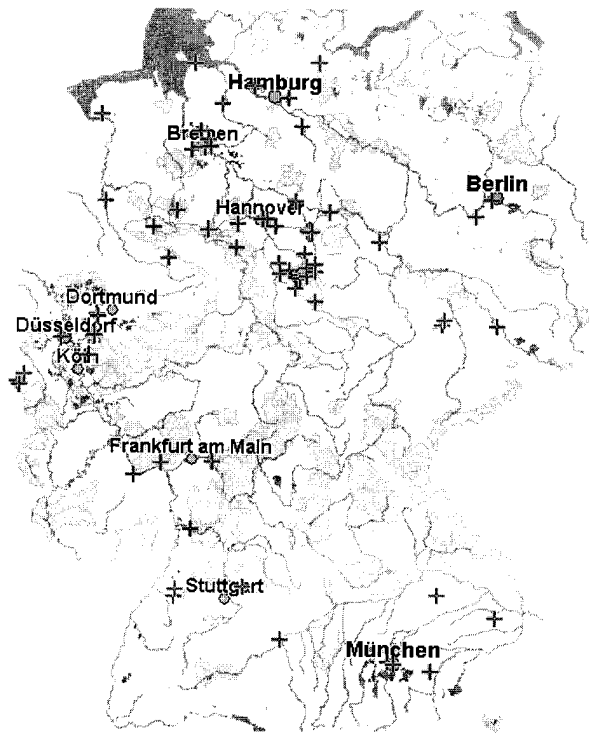 Hamburg
Bremen
Berlin
Hannover
Dortmund
Düsseldorf
Köln
Frankfurt am Main
Stuttgart
München